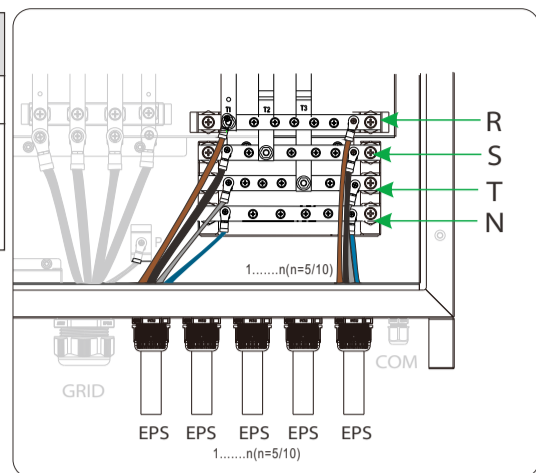 T1
T2
T3
R
S
T
N
1.......n(n=5/10)
GRID
COM
EPS EPS EPS EPS EPS
1.......n(n=5/10)